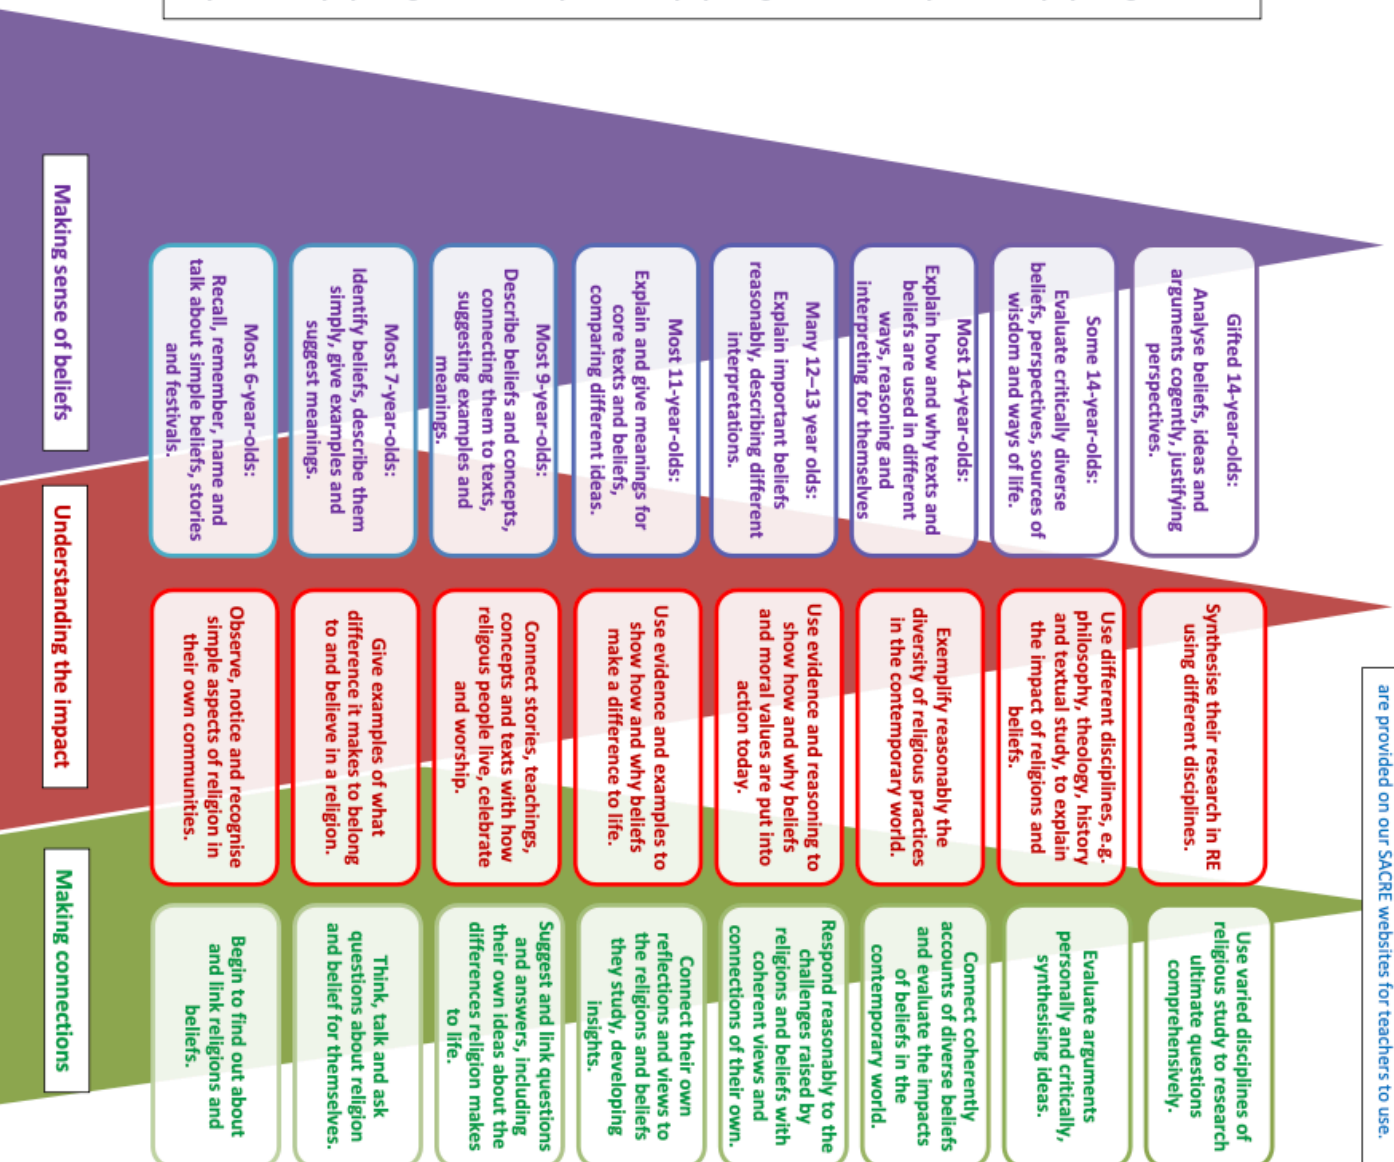 are provided on our SACRE websites for teachers to use.
Gifted 14-year-olds:
Analyse beliefs, ideas and
arguments cogently, justifying
perspectives.
Synthesise their research in RE
using different disciplines.
Use varied disciplines of
religious study to research
ultimate questions
comprehensively.
Some 14-year-olds:
Evaluate critically diverse
beliefs, perspectives, sources of
wisdom and ways of life.
Use different disciplines, e.g.
philosophy, theology, history
and textual study, to explain
the impact of religions and
beliefs.
Evaluate arguments
personally and critically,
synthesising ideas.
Most 14-year-olds:
Explain how and why texts and
beliefs are used in different
ways, reasoning and
interpreting for themselves
Exemplify reasonably the
diversity of religious practices
in the contemporary world.
Connect coherently
accounts of diverse beliefs
and evaluate the impacts
of beliefs in the
contemporary world.
Many 12–13 year olds:
Explain important beliefs
reasonably, describing different
interpretations.
Use evidence and reasoning to
show how and why beliefs
and moral values are put into
action today.
Respond reasonably to the
challenges raised by
religions and beliefs with
coherent views and
connections of their own.
Most 11-year-olds:
Explain and give meanings for
core texts and beliefs,
comparing different ideas.
Use evidence and examples to
show how and why beliefs
make a difference to life.
Connect their own
reflections and views to
the religions and beliefs
they study, developing
insights.
Most 9-year-olds:
Describe beliefs and concepts,
connecting them to texts,
suggesting examples and
meanings.
Connect stories, teachings,
concepts and texts with how
religous people live, celebrate
and worship.
Suggest and link questions
and answers, including
their own ideas about the
differences religion makes
to life.
Most 7-year-olds:
Identify beliefs, describe them
simply, give examples and
suggest meanings.
Give examples of what
difference it makes to belong
to and believe in a religion.
Think, talk and ask
questions about religion
and belief for themselves.
Most 6-year-olds:
Recall, remember, name and
talk about simple beliefs, stories
and festivals.
Observe, notice and recognise
simple aspects of religion in
their own communities.
Begin to find out about
and link religions and
beliefs.
Making sense of beliefs
Understanding the impact
Making connections